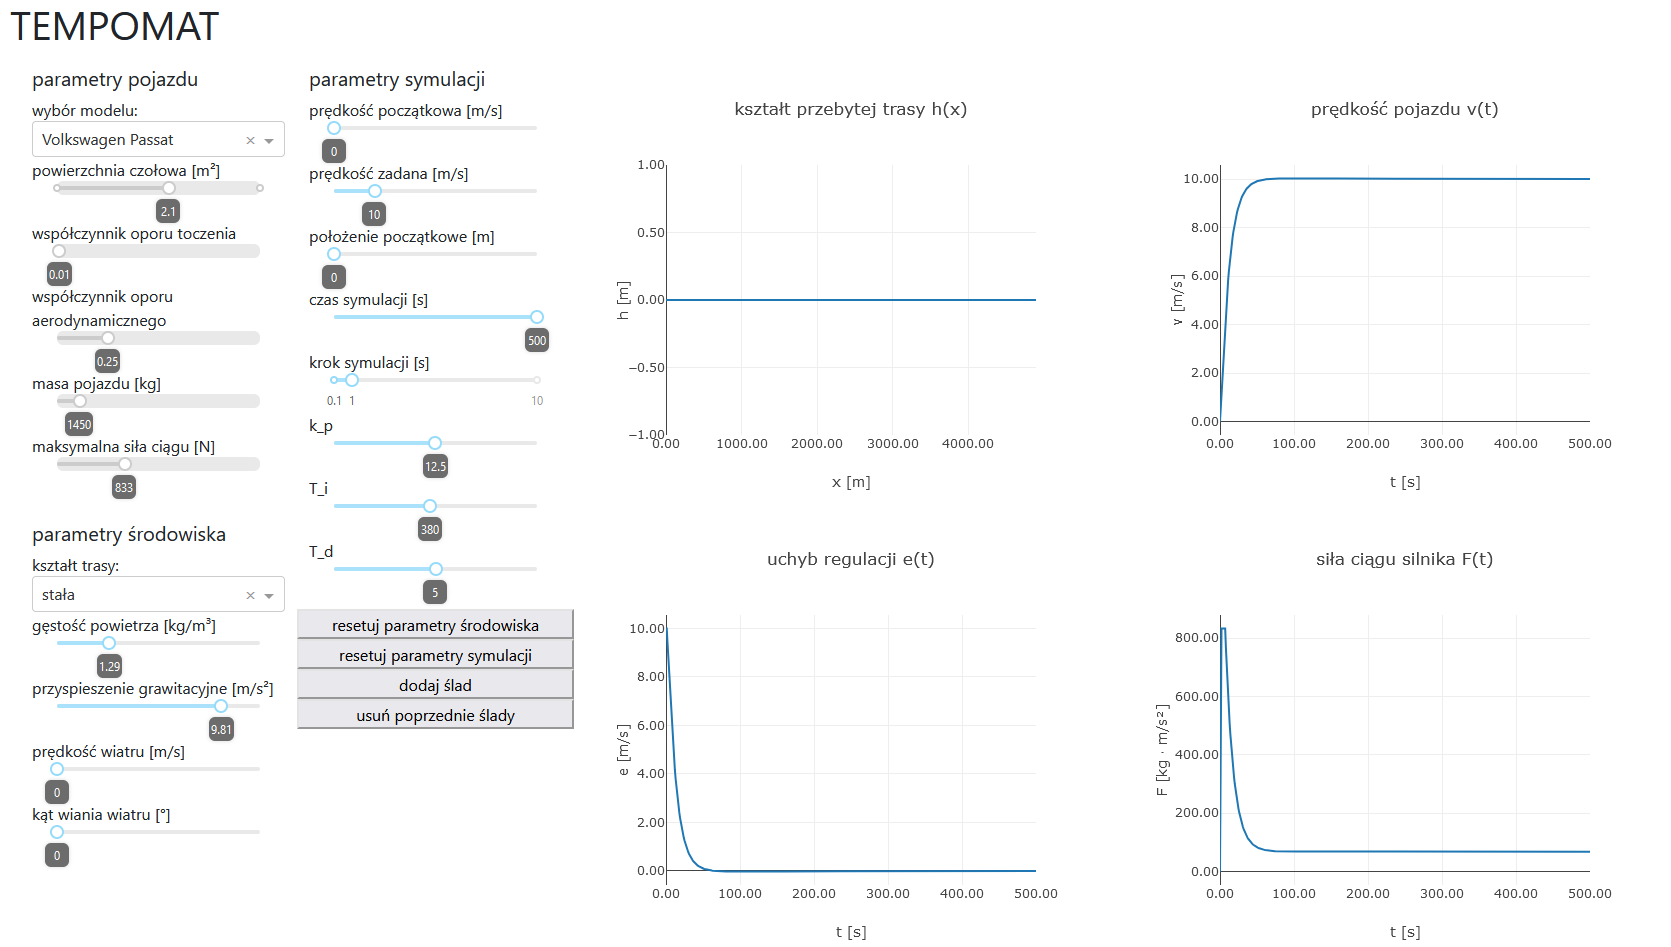 TEMPOMAT
parametry pojazdu
wybór modelu:
Volkswagen Passat
powierzchnia czołowa [m²]
2.1
współczynnik oporu toczenia
0.01
współczynnik oporu
aerodynamicznego
0.25
masa pojazdu [kg]
1450
maksymalna siła ciągu [N]
833
parametry środowiska
kształt trasy:
stała
gęstość powietrza [kg/m³]
1.29
przyspieszenie grawitacyjne [m/s²]
9.81
prędkość wiatru [m/s]
0
kąt wiania wiatru [°]
0
parametry symulacji
prędkość początkowa [m/s]
0
prędkość zadana [m/s]
10
położenie początkowe [m]
0
czas symulacji [s]
500
krok symulacji [s]
0.1 1 10
k_p
12.5
T_i
380
T_d
5
resetuj parametry środowiska
resetuj parametry symulacji
dodaj ślad
usuń poprzednie ślady
kształt przebytej trasy h(x)
1.00
0.50
0.00
−0.50
−1.00
h [m]
0.00 1000.00 2000.00 3000.00 4000.00
x [m]
prędkość pojazdu v(t)
10.00
8.00
6.00
4.00
2.00
0.00
v [m/s]
0.00 100.00 200.00 300.00 400.00 500.00
t [s]
uchyb regulacji e(t)
10.00
8.00
6.00
4.00
2.00
0.00
e [m/s]
0.00 100.00 200.00 300.00 400.00 500.00
t [s]
siła ciągu silnika F(t)
800.00
600.00
400.00
200.00
0.00
F [kg · m/s²]
0.00 100.00 200.00 300.00 400.00 500.00
t [s]